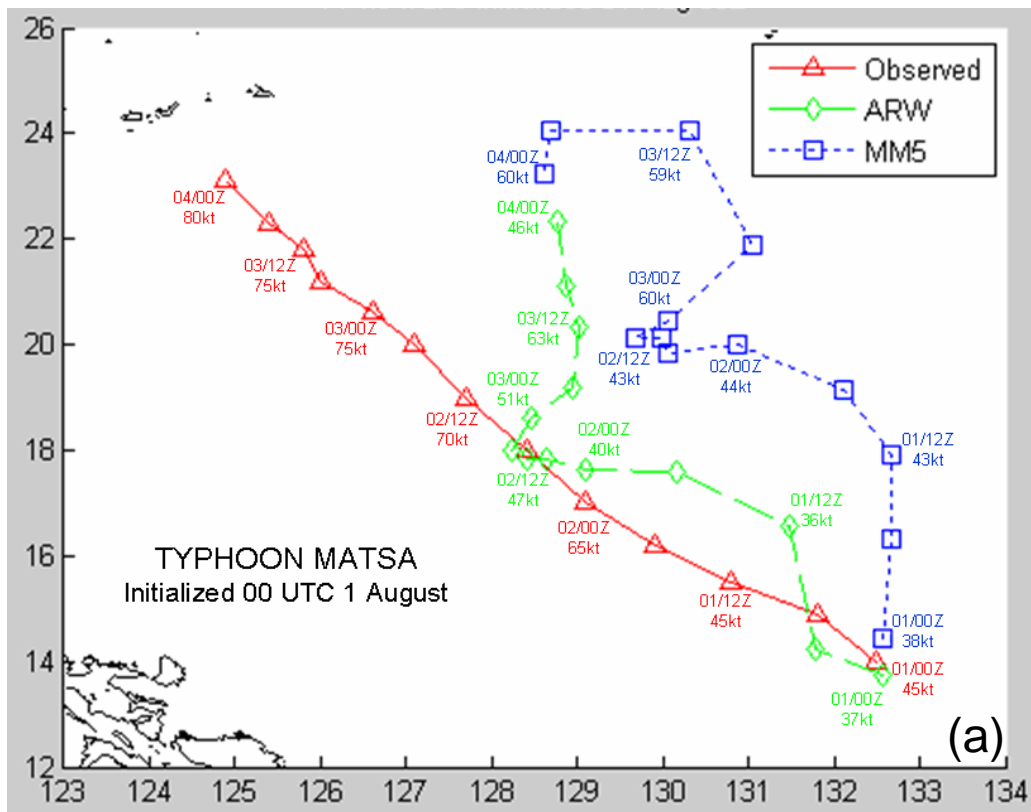 26
24
22
20
18
16
14
12
123
124
125
126
127
128
129
130
131
132
133
134
Observed
ARW
MM5
04/00Z
60kt
03/12Z
59kt
04/00Z
80kt
04/00Z
46kt
03/12Z
75kt
03/00Z
60kt
03/00Z
75kt
03/12Z
63kt
02/12Z
43kt
02/00Z
44kt
03/00Z
51kt
02/12Z
70kt
02/00Z
40kt
01/12Z
43kt
02/12Z
47kt
01/12Z
36kt
02/00Z
65kt
01/12Z
45kt
01/00Z
38kt
01/00Z
45kt
01/00Z
37kt
TYPHOON MATSA
Initialized 00 UTC 1 August
(a)